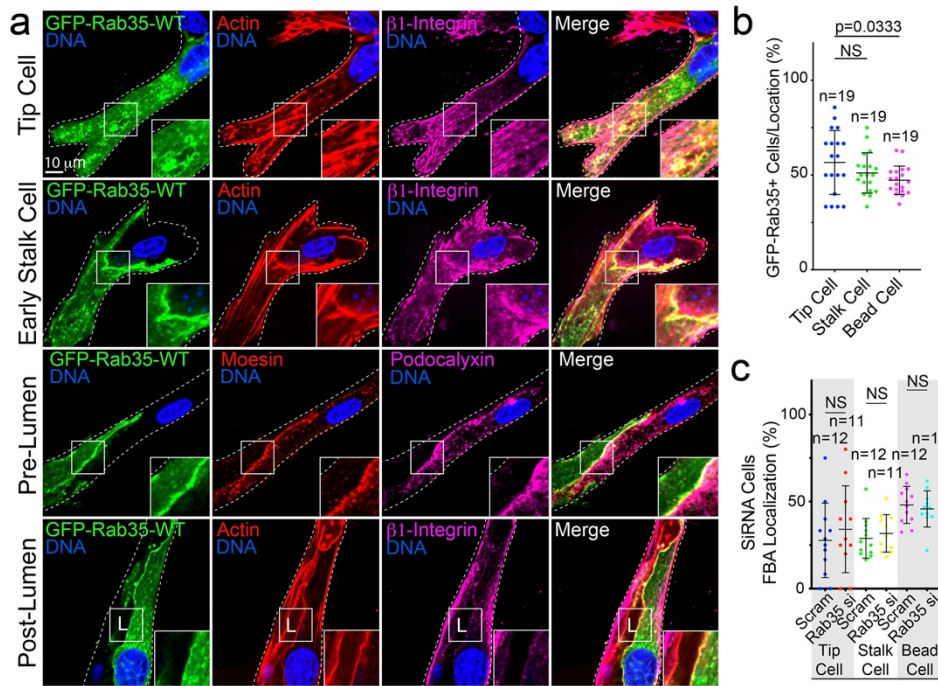 a
Tip Cell
GFP-Rab35-WT
DNA
Actin
DNA
β1-Integrin
DNA
Merge
10 μm
Early Stalk Cell
GFP-Rab35-WT
DNA
Actin
DNA
β1-Integrin
DNA
Merge
Pre-Lumen
GFP-Rab35-WT
DNA
Moesin
DNA
Podocalyxin
DNA
Merge
Post-Lumen
GFP-Rab35-WT
DNA
Actin
DNA
β1-Integrin
DNA
Merge
L
L
L
b
p=0.0333
NS
GFP-Rab35+ Cells/Location (%)
100
50
0
n=19
n=19
n=19
Tip Cell
Stalk Cell
Bead Cell
c
SiRNA Cells
FBA Localization (%)
100
50
0
NS
NS
NS
n=12
n=11
n=12
n=11
n=12
n=1
Scram
Rab35 si
Scram
Rab35 si
Scram
Rab35 si
Tip
Cell
Stalk
Cell
Bead
Cell